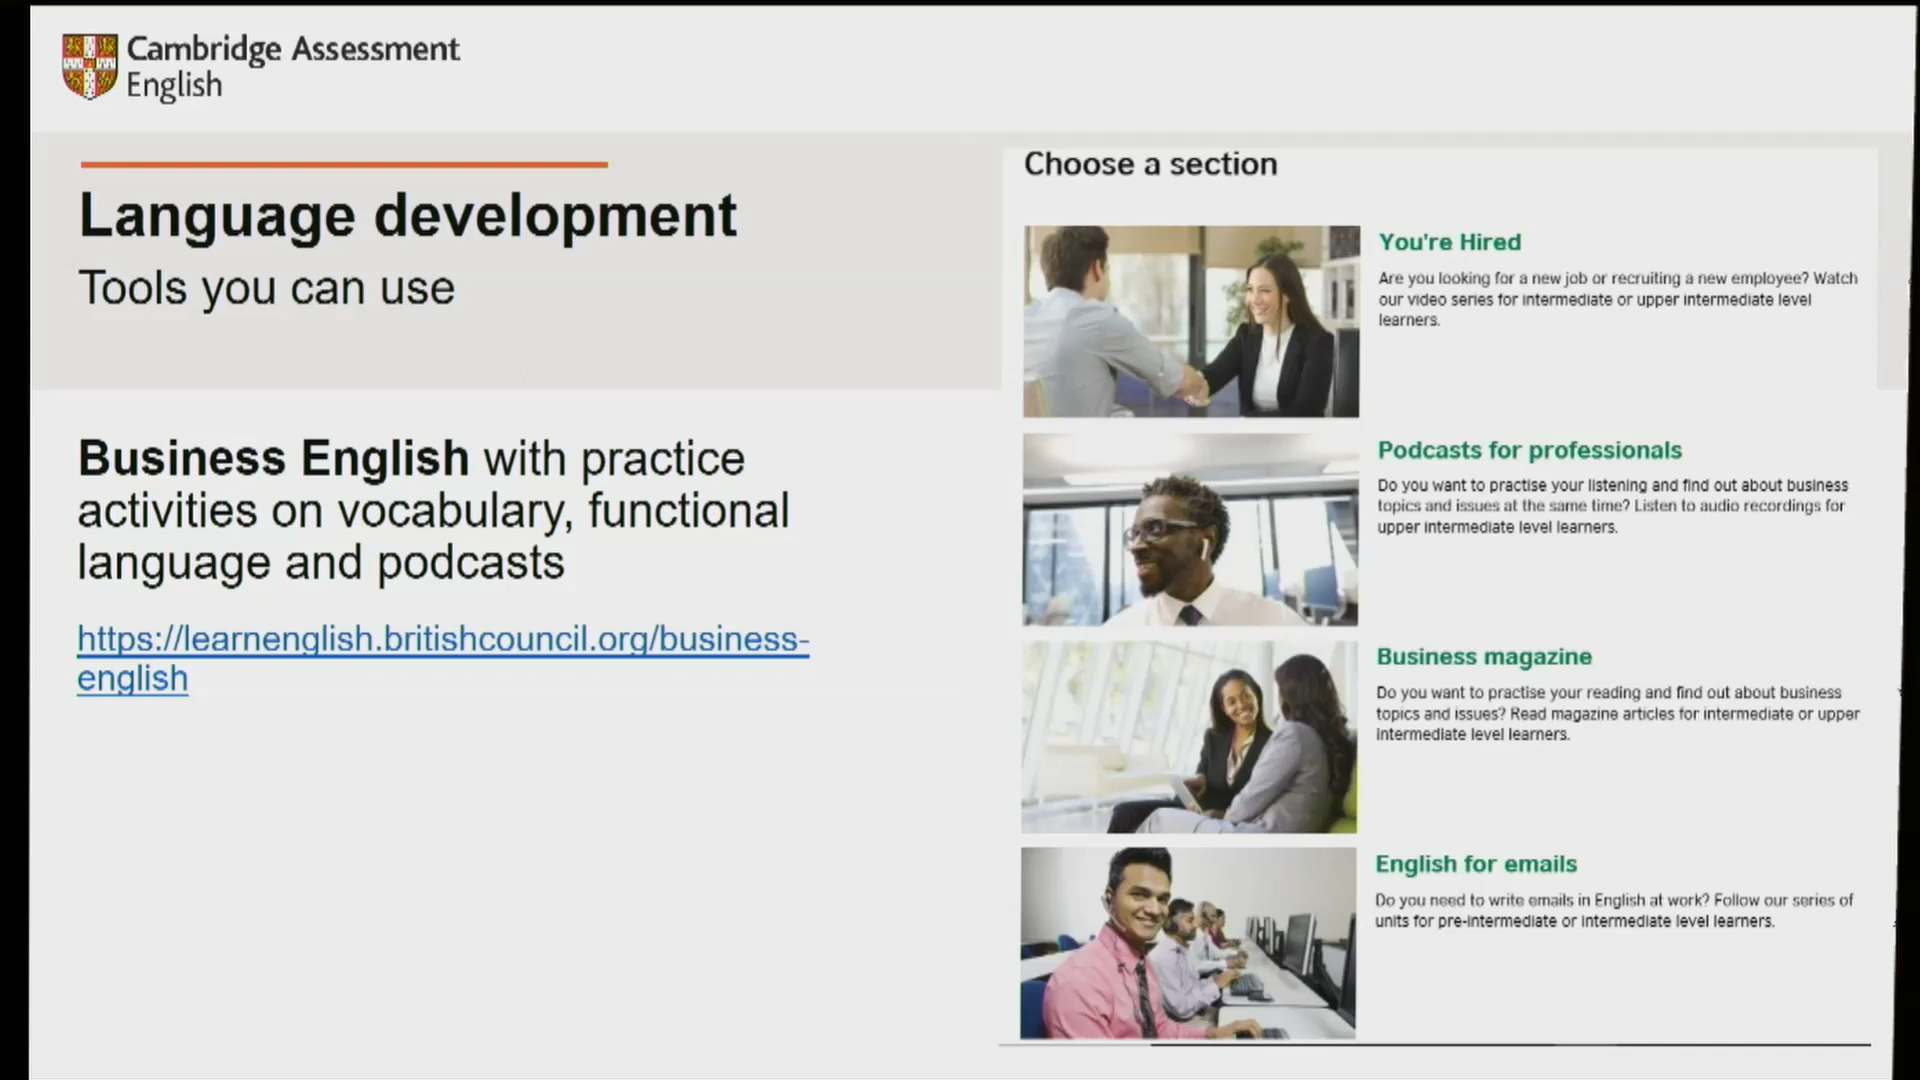 Cambridge Assessment
English
Language development
Tools you can use
Business English with practice
activities on vocabulary, functional
language and podcasts
https://learnenglish.britishcouncil.org/business-
english
Choose a section
You're Hired
Are you looking for a new job or recruiting a new employee? Watch
our video series for intermediate or upper intermediate level
learners.
Podcasts for professionals
Do you want to practise your listening and find out about business
topics and issues at the same time? Listen to audio recordings for
upper intermediate level learners.
Business magazine
Do you want to practise your reading and find out about business
topics and issues? Read magazine articles for intermediate or upper
intermediate level learners.
English for emails
Do you need to write emails in English at work? Follow our series of
units for pre-intermediate or intermediate level learners.